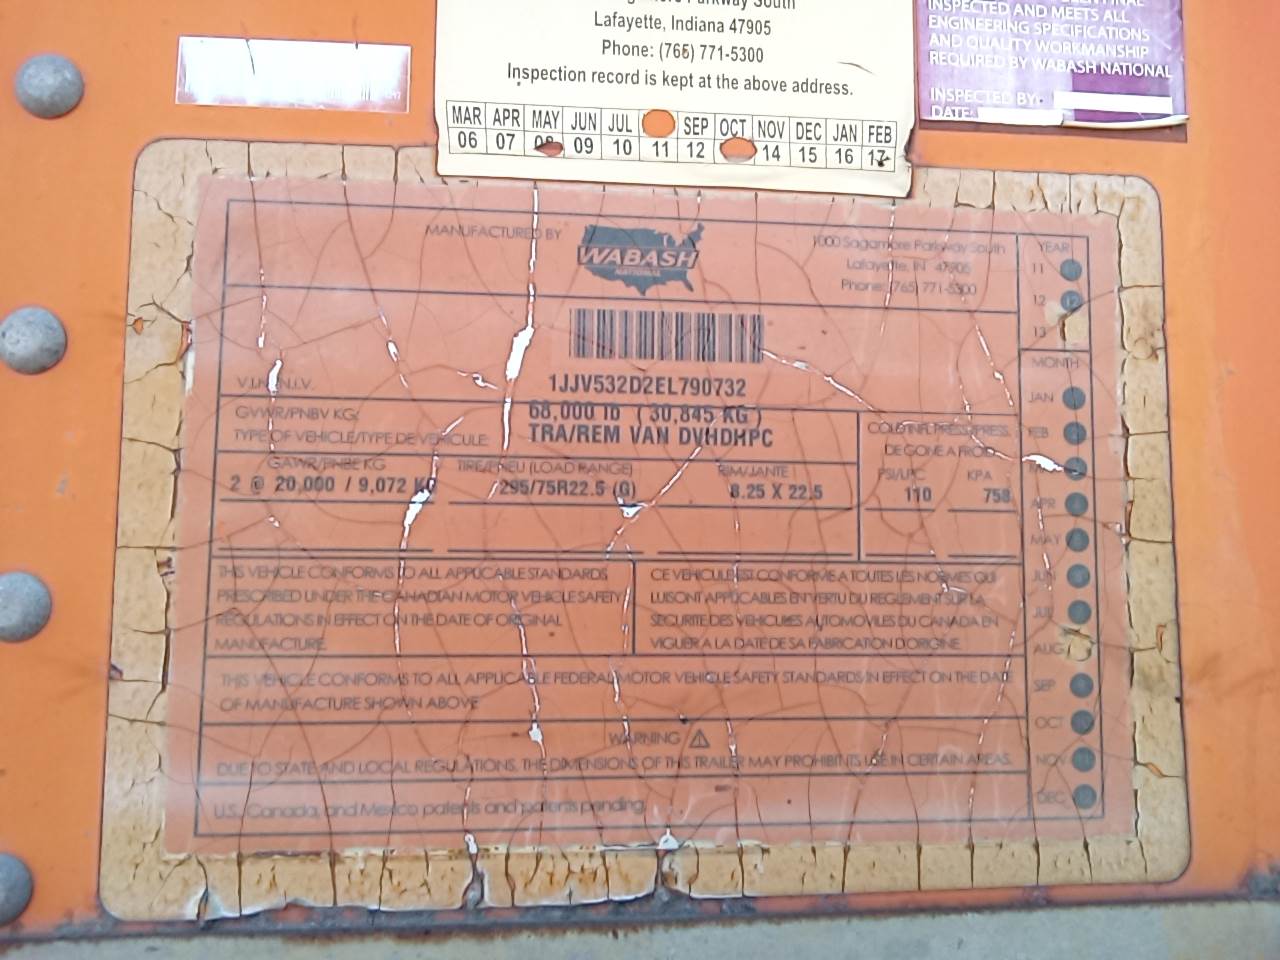 Parkway South
Lafayette, Indiana 47905
Phone: (765) 771-5300
Inspection record is kept at the above address.
MAR APR MAY JUN JUL SEP OCT NOV DEC JAN FEB
06 07 08 09 10 11 12 14 15 16 17
INSPECTED AND MEETS ALL
ENGINEERING SPECIFICATIONS
AND QUALITY WORKMANSHIP
REQUIRED BY WABASH NATIONAL
INSPECTED BY:
DATE:
MANUFACTURED BY
WABASH
NATIONAL
1000 Sagamore Parkway South
Lafayette, IN 47905
Phone: (765) 771-5300
V.I.N./N.I.V.
1JJV532D2EL790732
GVWR/PNBV KG:
68,000 lb ( 30,845 KG )
TYPE OF VEHICLE/TYPE DE VEHICULE:
TRA/REM VAN DVHDHPC
COLD INFL PRESS/PRESS.
DE GONF A FROID
GAWR/PNBE KG
TIRE/PNEU (LOAD RANGE)
RIM/JANTE
PSI/LPC
KPA
2 @ 20,000 / 9,072 KG
295/75R22.5 (G)
8.25 X 22.5
110
758
THIS VEHICLE CONFORMS TO ALL APPLICABLE STANDARDS
PRESCRIBED UNDER THE CANADIAN MOTOR VEHICLE SAFETY
REGULATIONS IN EFFECT ON THE DATE OF ORIGINAL
MANUFACTURE.
CE VEHICULE EST CONFORME A TOUTES LES NORMES QUI
LUI SONT APPLICABLES EN VERTU DU REGLEMENT SUR LA
SECURITE DES VEHICULES AUTOMOVILES DU CANADA EN
VIGUER A LA DATE DE SA FABRICATION D'ORIGINE.
THIS VEHICLE CONFORMS TO ALL APPLICABLE FEDERAL MOTOR VEHICLE SAFETY STANDARDS IN EFFECT ON THE DATE
OF MANUFACTURE SHOWN ABOVE
WARNING
DUE TO STATE AND LOCAL REGULATIONS, THE DIMENSIONS OF THIS TRAILER MAY PROHIBIT ITS USE IN CERTAIN AREAS.
U.S. Canada, and Mexico patents and patents pending.
YEAR
11
12
13
MONTH
JAN
FEB
APR
MAY
JUN
JUL
AUG
SEP
OCT
NOV
DEC